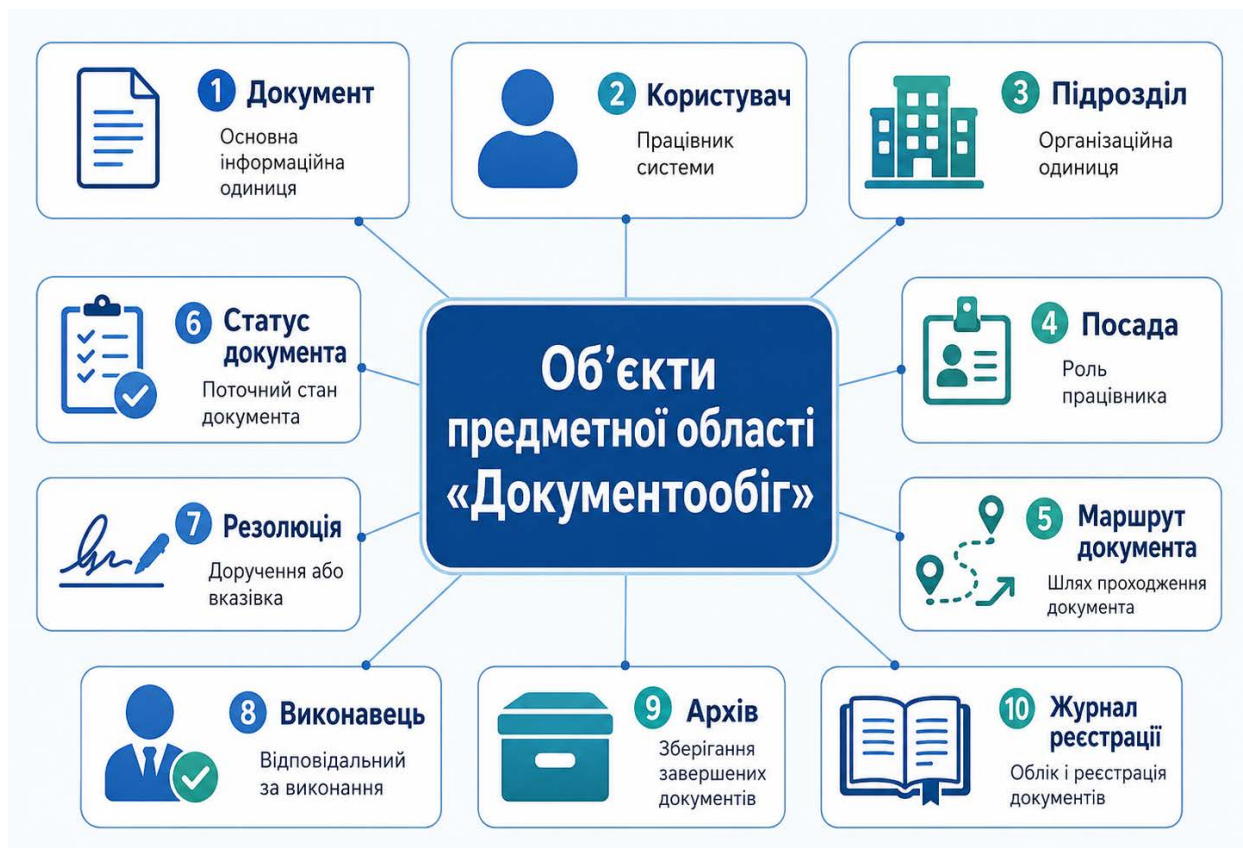 1 Документ
Основна
інформаційна
одиниця
2 Користувач
Працівник
системи
3 Підрозділ
Організаційна
одиниця
6 Статус
документа
Поточний стан
документа
Об’єкти
предметної області
«Документообіг»
4 Посада
Роль
працівника
7 Резолюція
Доручення або
вказівка
5 Маршрут
документа
Шлях проходження
документа
8 Виконавець
Відповідальний
за виконання
9 Архів
Зберігання
завершених
документів
10 Журнал
реєстрації
Облік і реєстрація
документів